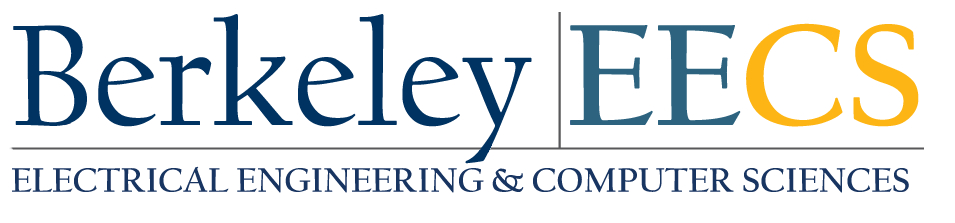 Berkeley EECS
ELECTRICAL ENGINEERING & COMPUTER SCIENCES